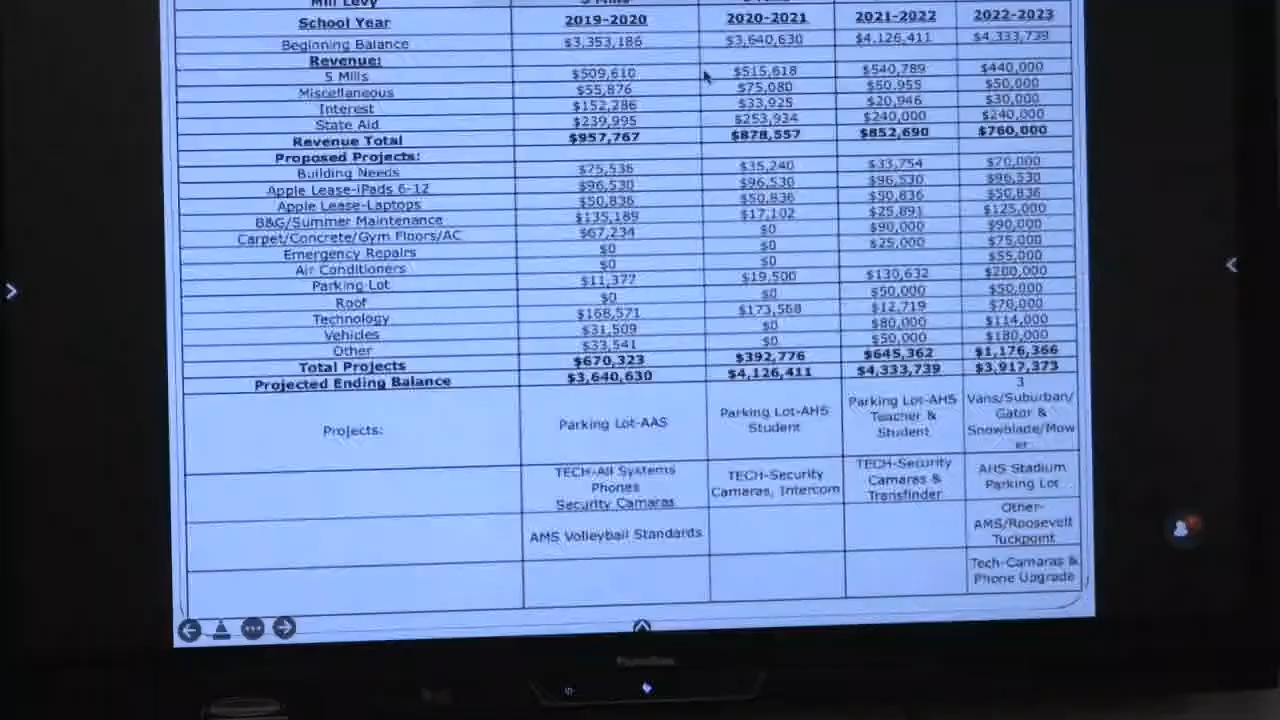 Mill Levy
School Year 2019-2020 2020-2021 2021-2022 2022-2023
Beginning Balance $3,353,186 $3,640,630 $4,126,411 $4,333,739
Revenue:
5 Mills $509,610 $515,618 $540,789 $440,000
Miscellaneous $55,876 $75,080 $50,955 $50,000
Interest $152,286 $33,925 $20,946 $30,000
State Aid $239,995 $253,934 $240,000 $240,000
Revenue Total $957,767 $878,557 $852,690 $760,000
Proposed Projects:
Building Needs $75,536 $35,240 $33,754 $70,000
Apple Lease-iPads 6-12 $96,530 $96,530 $96,530 $96,530
Apple Lease-Laptops $50,836 $50,836 $50,836 $50,836
B&G/Summer Maintenance $135,189 $17,102 $25,891 $125,000
Carpet/Concrete/Gym Floors/AC $67,234 $0 $90,000 $90,000
Emergency Repairs $0 $0 $25,000 $75,000
Air Conditioners $0 $0 $55,000
Parking Lot $11,377 $19,500 $130,632 $200,000
Roof $0 $0 $50,000 $50,000
Technology $168,571 $173,568 $12,719 $70,000
Vehicles $31,509 $0 $80,000 $114,000
Other $33,541 $0 $50,000 $180,000
Total Projects $670,323 $392,776 $645,362 $1,176,366
Projected Ending Balance $3,640,630 $4,126,411 $4,333,739 $3,917,373
Projects:
Parking Lot-AAS
Parking Lot-AHS
Student
Parking Lot-AHS
Teacher &
Student
3
Vans/Suburban/
Gator &
Snowblade/Mow
er
TECH-All Systems
Phones
Security Camaras
TECH-Security
Camaras, Intercom
TECH-Security
Camaras &
Transfinder
AHS Stadium
Parking Lot
AMS Volleyball Standards
Other-
AMS/Roosevelt
Tuckpoint
Tech-Camaras &
Phone Upgrade